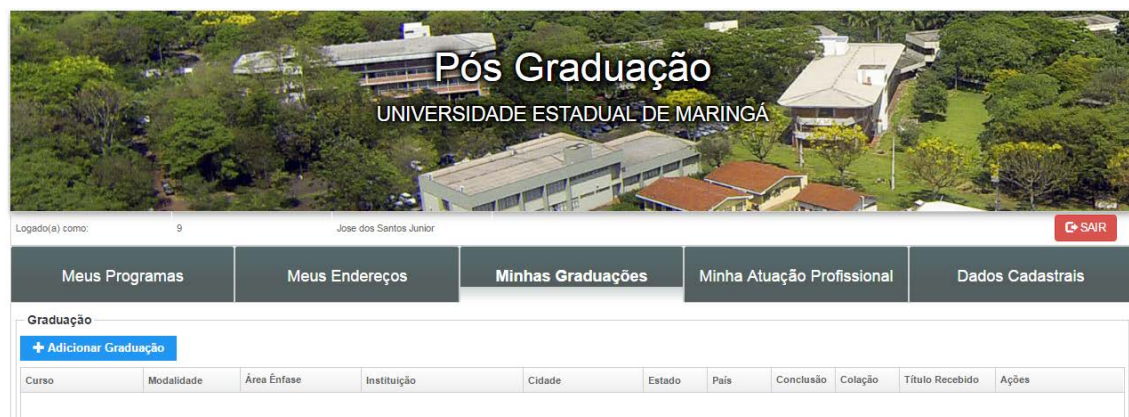 Pós Graduação
UNIVERSIDADE ESTADUAL DE MARINGÁ
Logado(a) como: 9 Jose dos Santos Junior SAIR
Meus Programas Meus Endereços Minhas Graduações Minha Atuação Profissional Dados Cadastrais
Graduação
+ Adicionar Graduação
Curso Modalidade Área Ênfase Instituição Cidade Estado País Conclusão Colação Título Recebido Ações